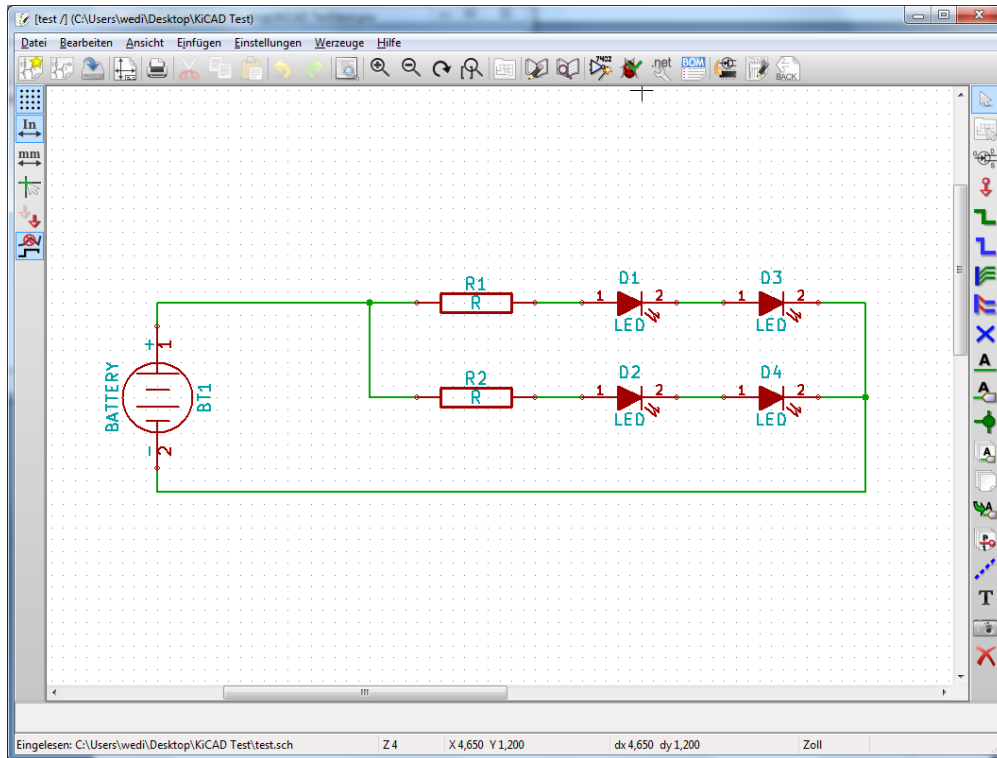 [test /] (C:\Users\wedi\Desktop\KiCAD Test)
Datei Bearbeiten Ansicht Einfügen Einstellungen Werkzeuge Hilfe
7402 .net BOM BACK
In
mm
R1
R
D1
1 2
LED
D3
1 2
LED
BATTERY
+ 1
BT1
- 2
R2
R
D2
1 2
LED
D4
1 2
LED
A
A
A
A
T
Eingelesen: C:\Users\wedi\Desktop\KiCAD Test\test.sch Z 4 X 4,650 Y 1,200 dx 4,650 dy 1,200 Zoll